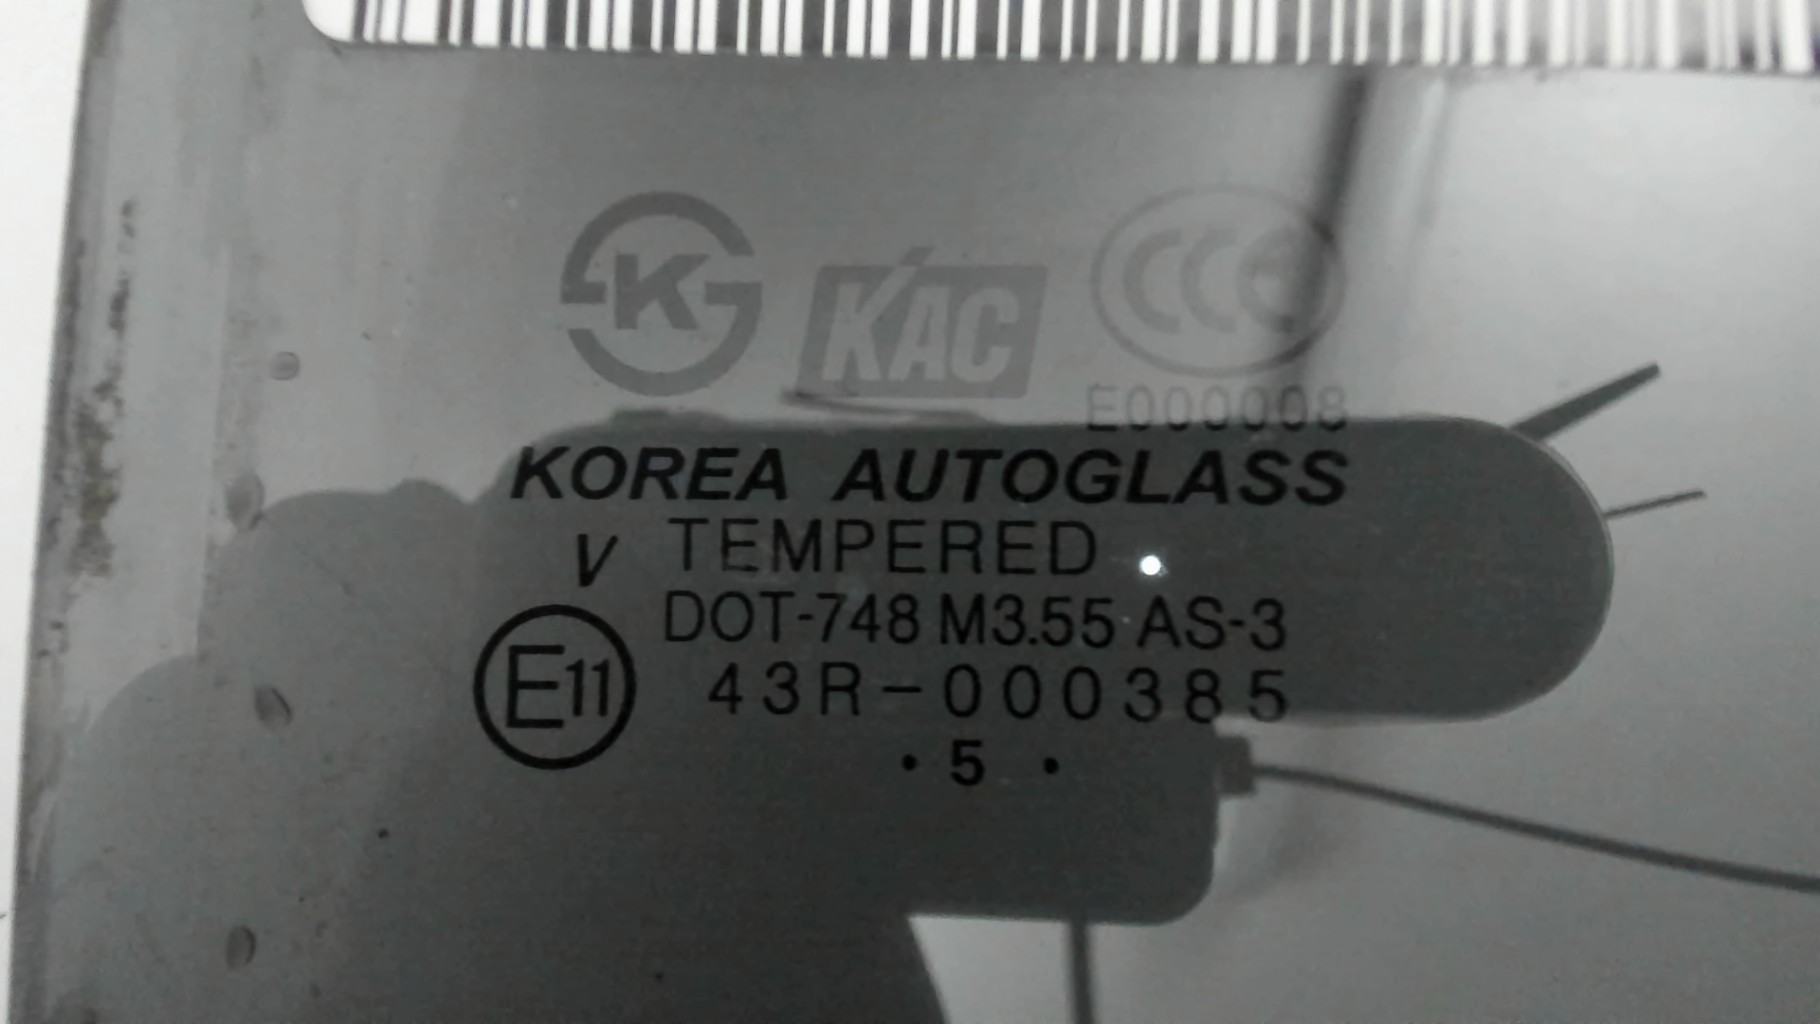 K
KAC
CCC
E000008
KOREA AUTOGLASS
V TEMPERED
DOT-748 M3.55 AS-3
E11 43R-000385
· 5 ·